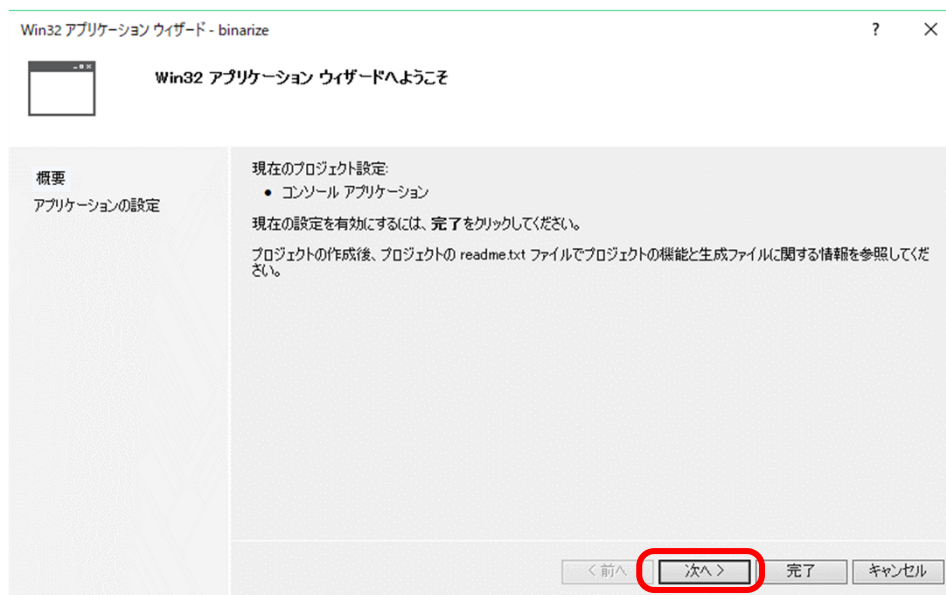 Win32 アプリケーション ウィザード - binarize
? ×
Win32 アプリケーション ウィザードへようこそ
概要
アプリケーションの設定
現在のプロジェクト設定:
• コンソール アプリケーション
現在の設定を有効にするには、完了をクリックしてください。
プロジェクトの作成後、プロジェクトの readme.txt ファイルでプロジェクトの機能と生成ファイルに関する情報を参照してくだ
さい。
< 前へ 次へ > 完了 キャンセル